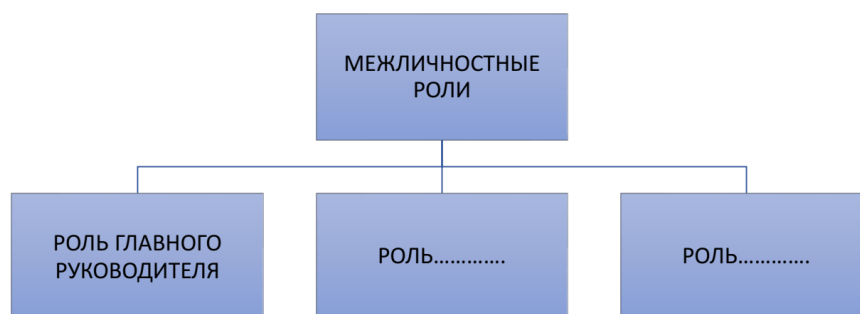 МЕЖЛИЧНОСТНЫЕ
РОЛИ
РОЛЬ ГЛАВНОГО
РУКОВОДИТЕЛЯ
РОЛЬ………….
РОЛЬ………….